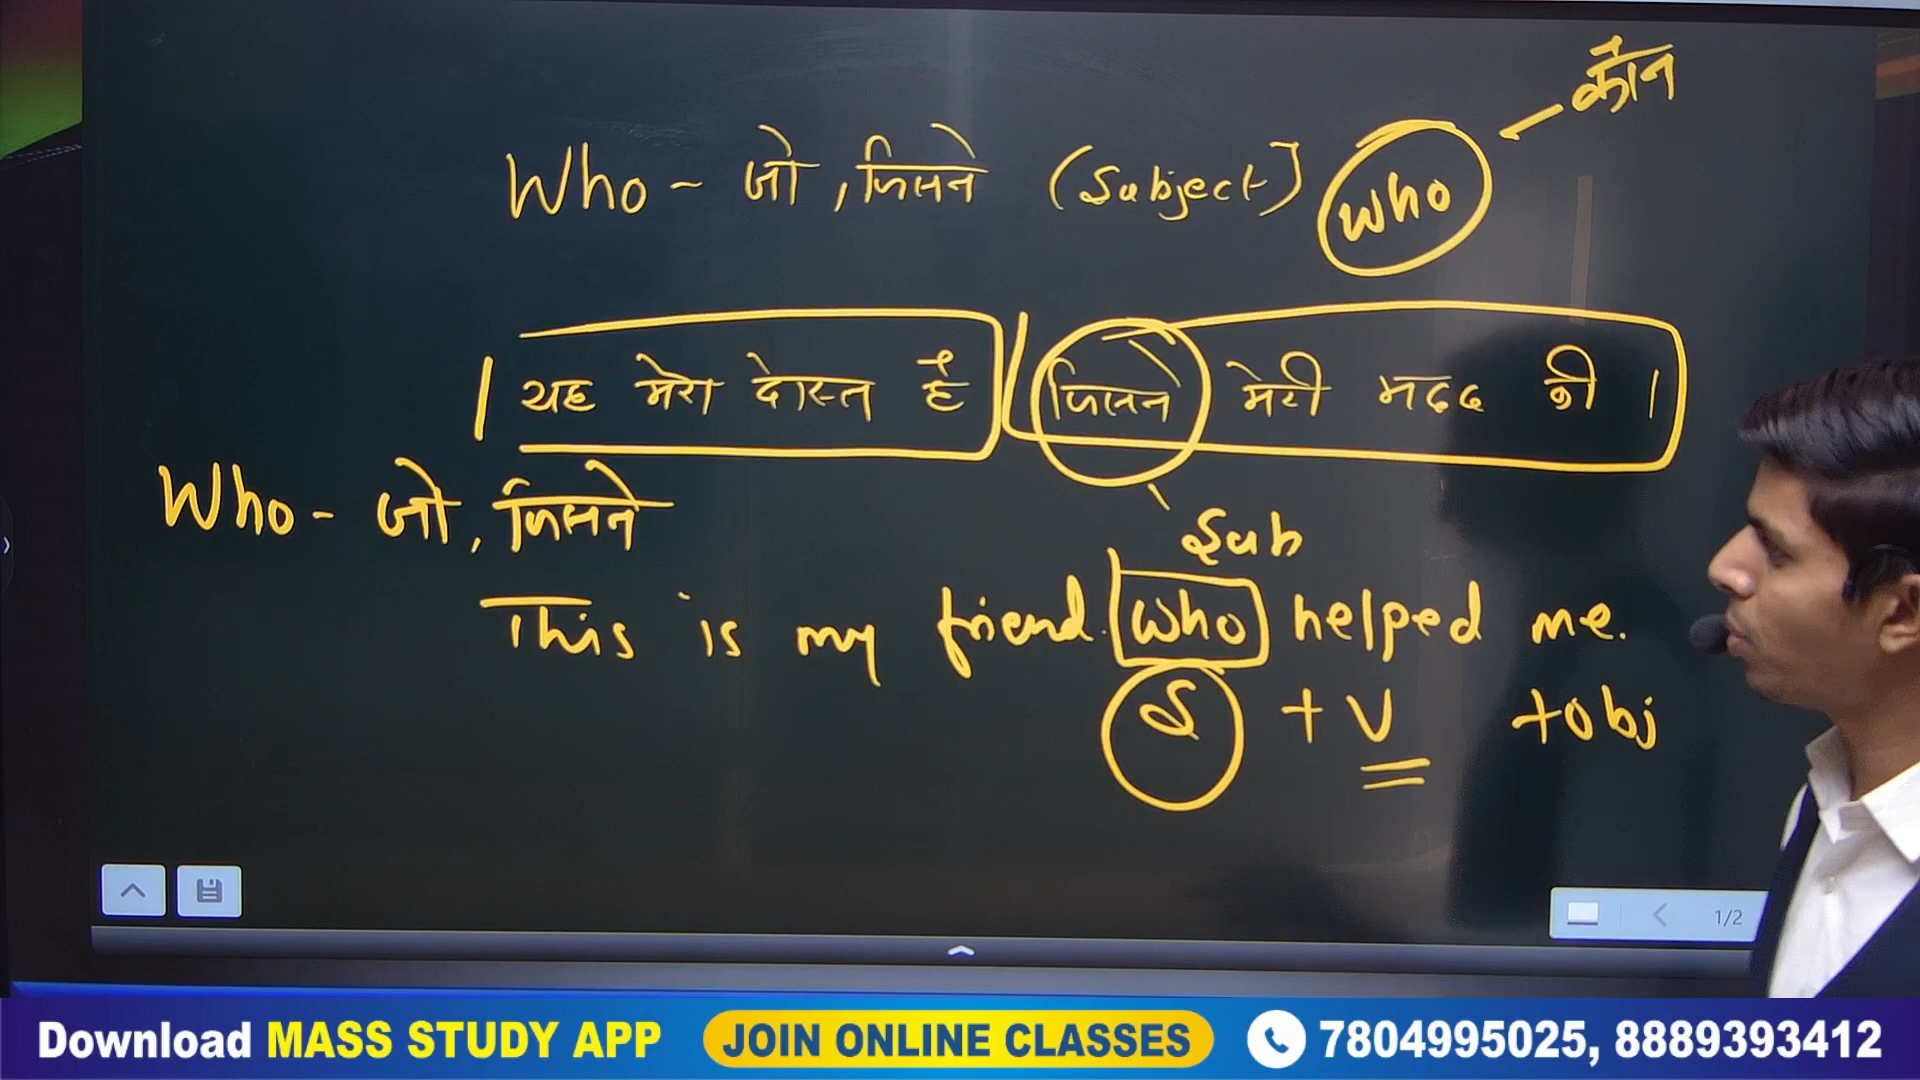 कौन
Who - जो, जिसने (Subject] who
यह मेरा दोस्त है जिसने मेरी मदद की।
Who - जो, जिसने
Sub
This is my friend. who helped me.
S + V + obj
1/2
Download MASS STUDY APP JOIN ONLINE CLASSES 7804995025, 8889393412